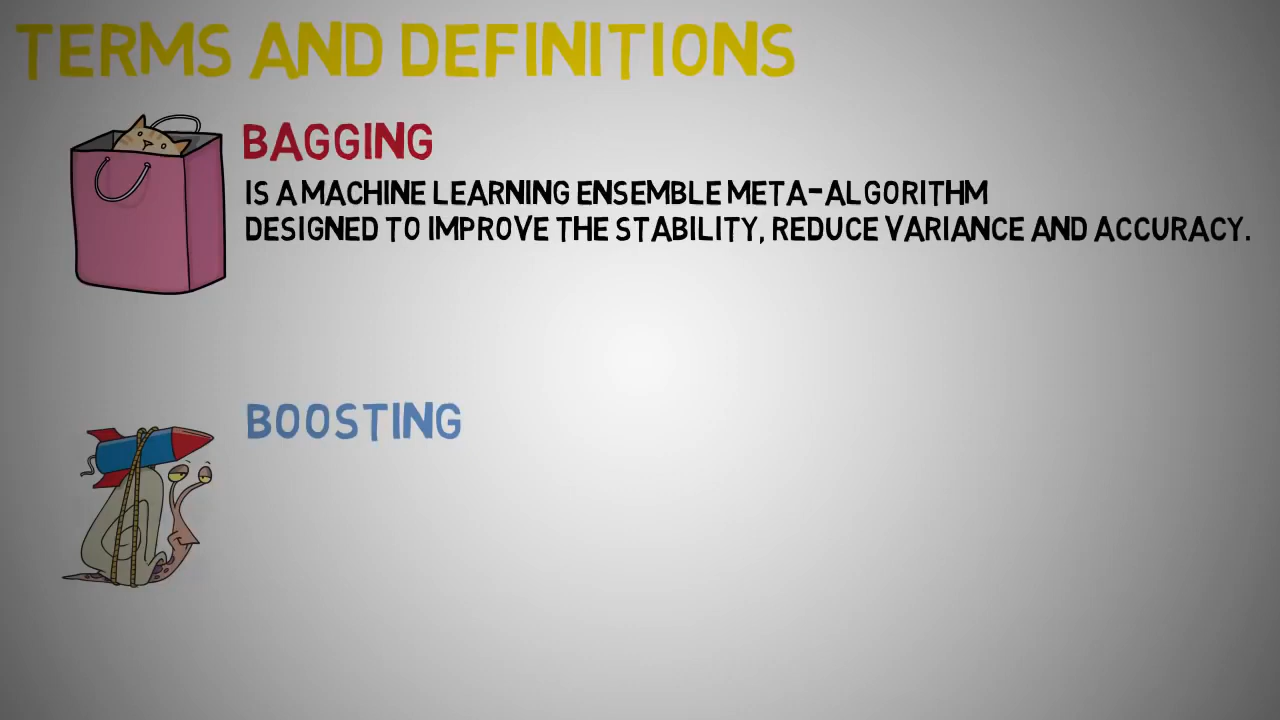 TERMS AND DEFINITIONS
BAGGING
IS A MACHINE LEARNING ENSEMBLE META-ALGORITHM
DESIGNED TO IMPROVE THE STABILITY, REDUCE VARIANCE AND ACCURACY.
BOOSTING